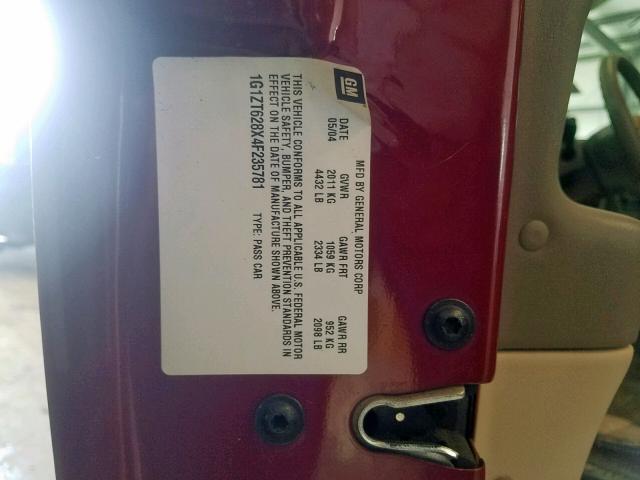 GM
MFD BY GENERAL MOTORS CORP
DATE GVWR GAWR FRT GAWR RR
05/04 2011 KG 1059 KG 952 KG
4432 LB 2334 LB 2098 LB
THIS VEHICLE CONFORMS TO ALL APPLICABLE U.S. FEDERAL MOTOR
VEHICLE SAFETY, BUMPER, AND THEFT PREVENTION STANDARDS IN
EFFECT ON THE DATE OF MANUFACTURE SHOWN ABOVE.
1G1ZT628X4F235781 TYPE: PASS CAR